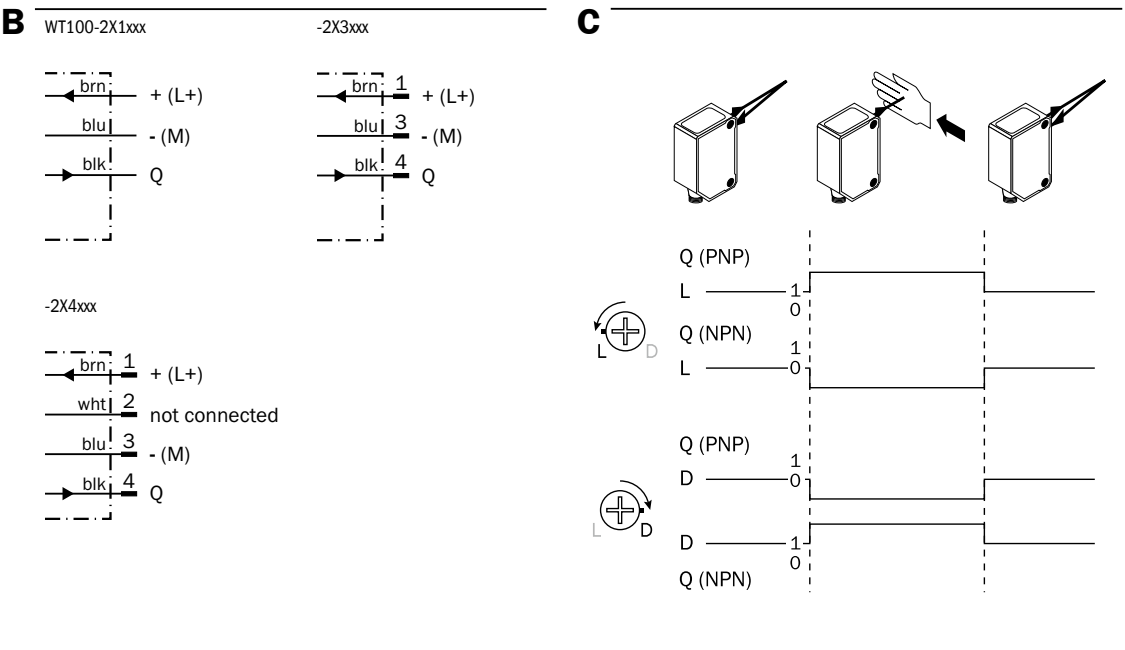 B
WT100-2X1xxx
brn + (L+)
blu - (M)
blk Q
-2X3xxx
brn 1 + (L+)
blu 3 - (M)
blk 4 Q
-2X4xxx
brn 1 + (L+)
wht 2 not connected
blu 3 - (M)
blk 4 Q
C
Q (PNP)
L 1
0
L D
Q (NPN)
1
L 0
Q (PNP)
1
D 0
L D
D 1
0
Q (NPN)